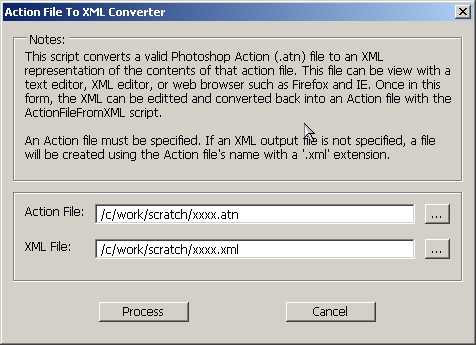 Action File To XML Converter
Notes:
This script converts a valid Photoshop Action (.atn) file to an XML
representation of the contents of that action file. This file can be view with a
text editor, XML editor, or web browser such as Firefox and IE. Once in this
form, the XML can be editted and converted back into an Action file with the
ActionFileFromXML script.
An Action file must be specified. If an XML output file is not specified, a file
will be created using the Action file's name with a '.xml' extension.
Action File: /c/work/scratch/xxxx.atn ...
XML File: /c/work/scratch/xxxx.xml ...
Process Cancel